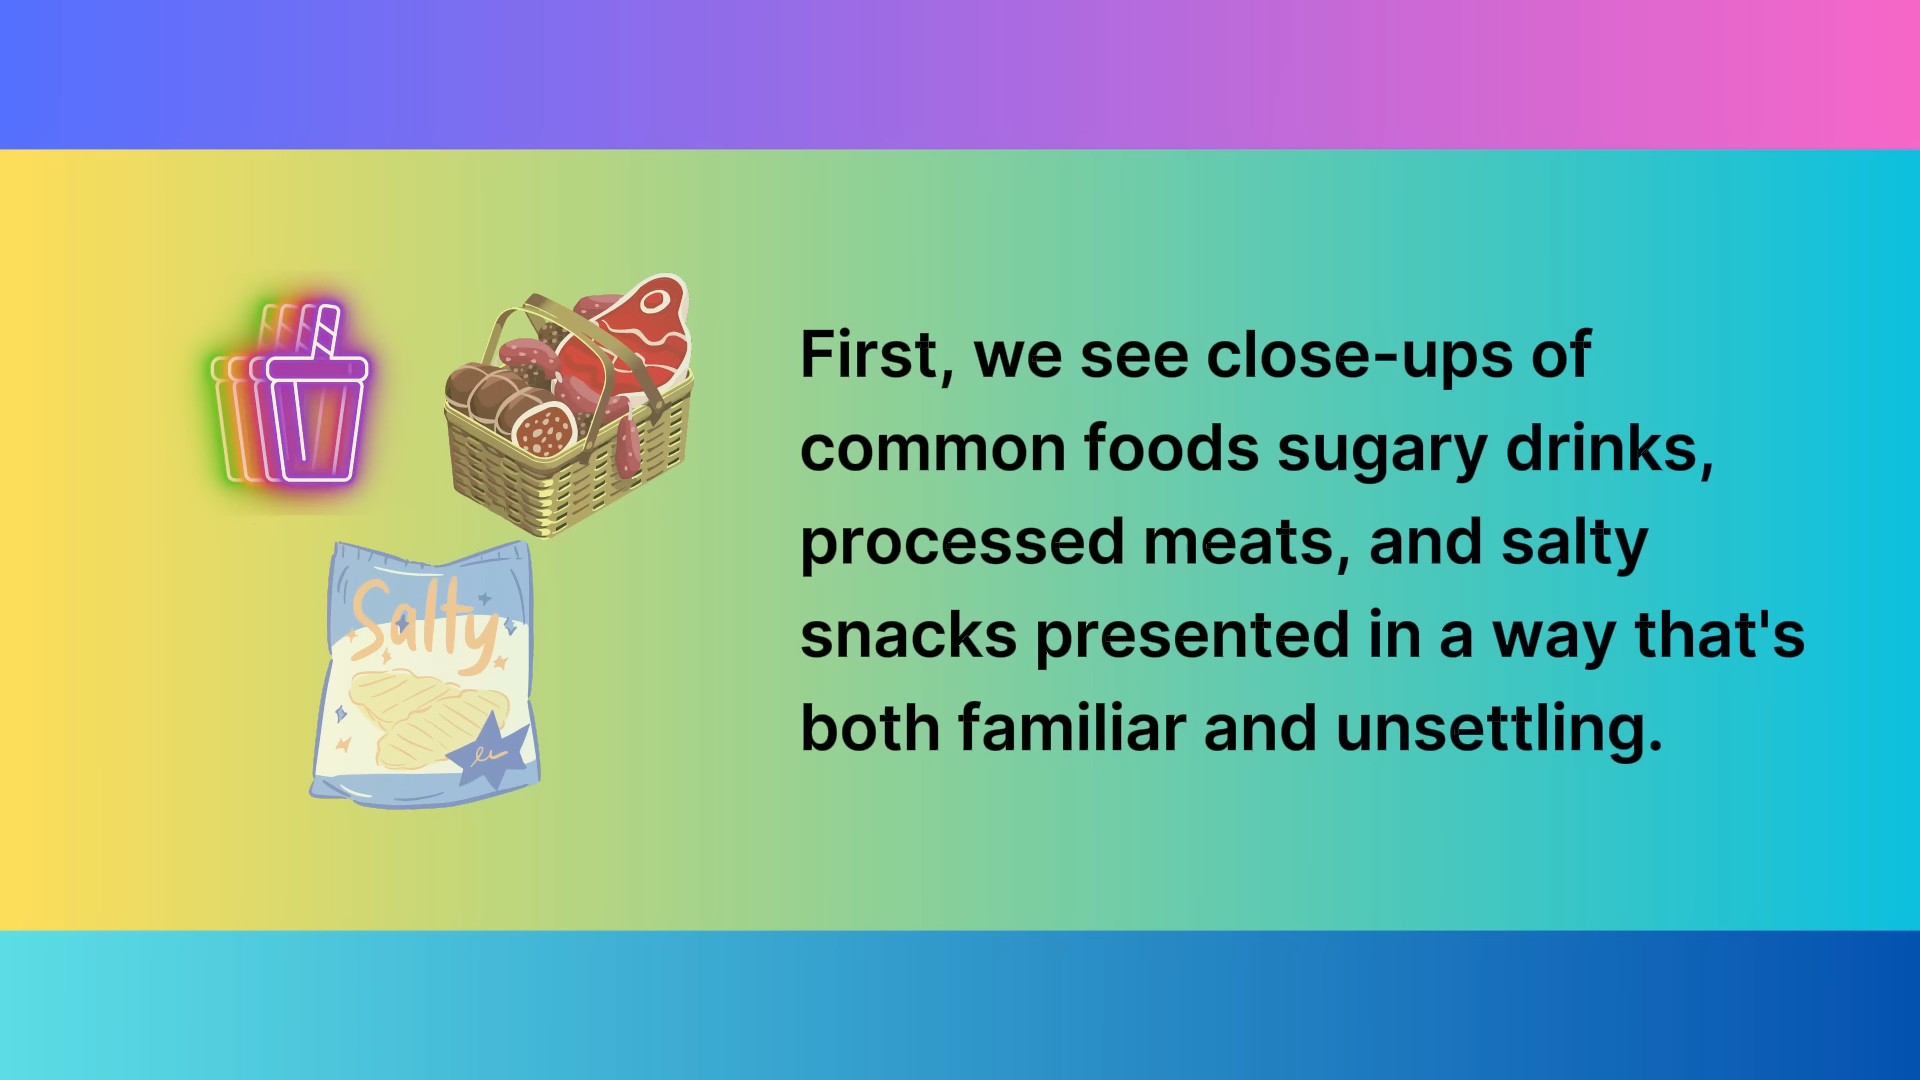 First, we see close-ups of
common foods sugary drinks,
processed meats, and salty
snacks presented in a way that's
both familiar and unsettling.
Salty